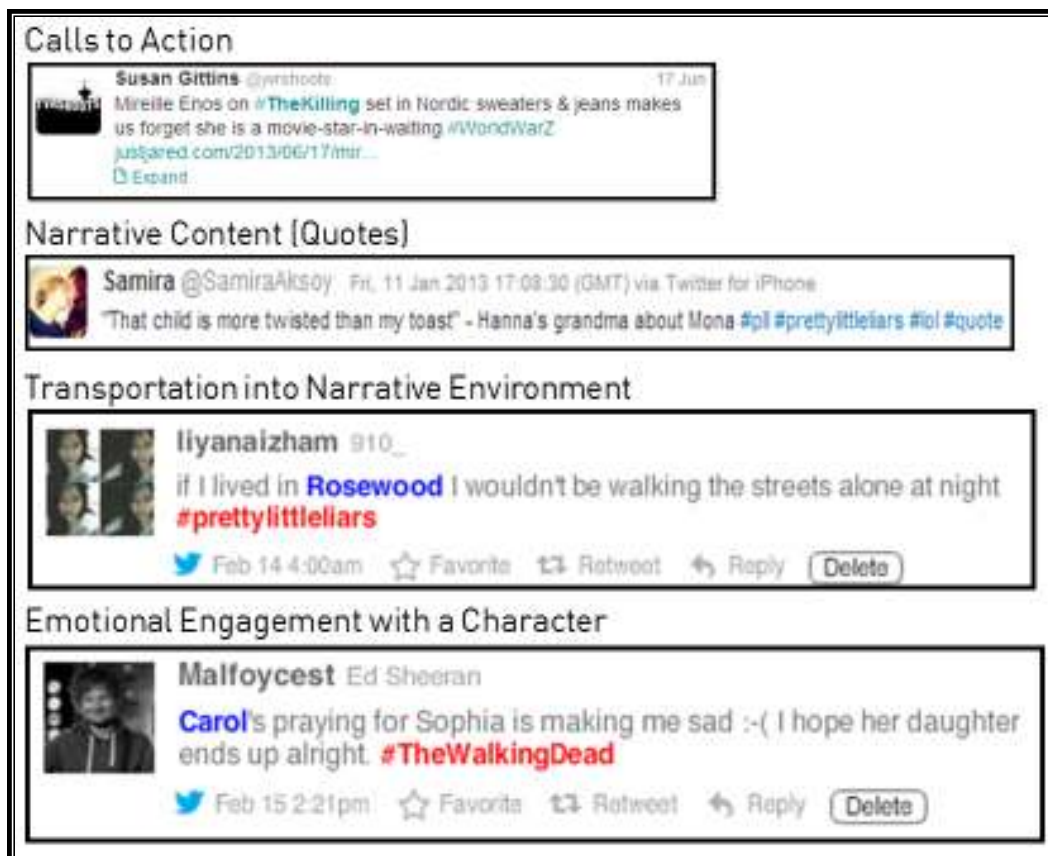 Calls to Action
Susan Gittins @wrshoots 17 Jun
Mireille Enos on #TheKilling set in Nordic sweaters & jeans makes
us forget she is a movie-star-in-waiting #WorldWarZ
justjared.com/2013/06/17/mir...
Expand
Narrative Content (Quotes)
Samira @SamiraAksoy Fri, 11 Jan 2013 17:08:30 (GMT) via Twitter for iPhone
"That child is more twisted than my toast" - Hanna's grandma about Mona #pll #prettylittleliars #lol #quote
Transportation into Narrative Environment
liyanaizham 910_
if I lived in Rosewood I wouldn't be walking the streets alone at night
#prettylittleliars
Feb 14 4:00am Favorite Retweet Reply Delete
Emotional Engagement with a Character
Malfoycest Ed Sheeran
Carol's praying for Sophia is making me sad :-( I hope her daughter
ends up alright. #TheWalkingDead
Feb 15 2:21pm Favorite Retweet Reply Delete